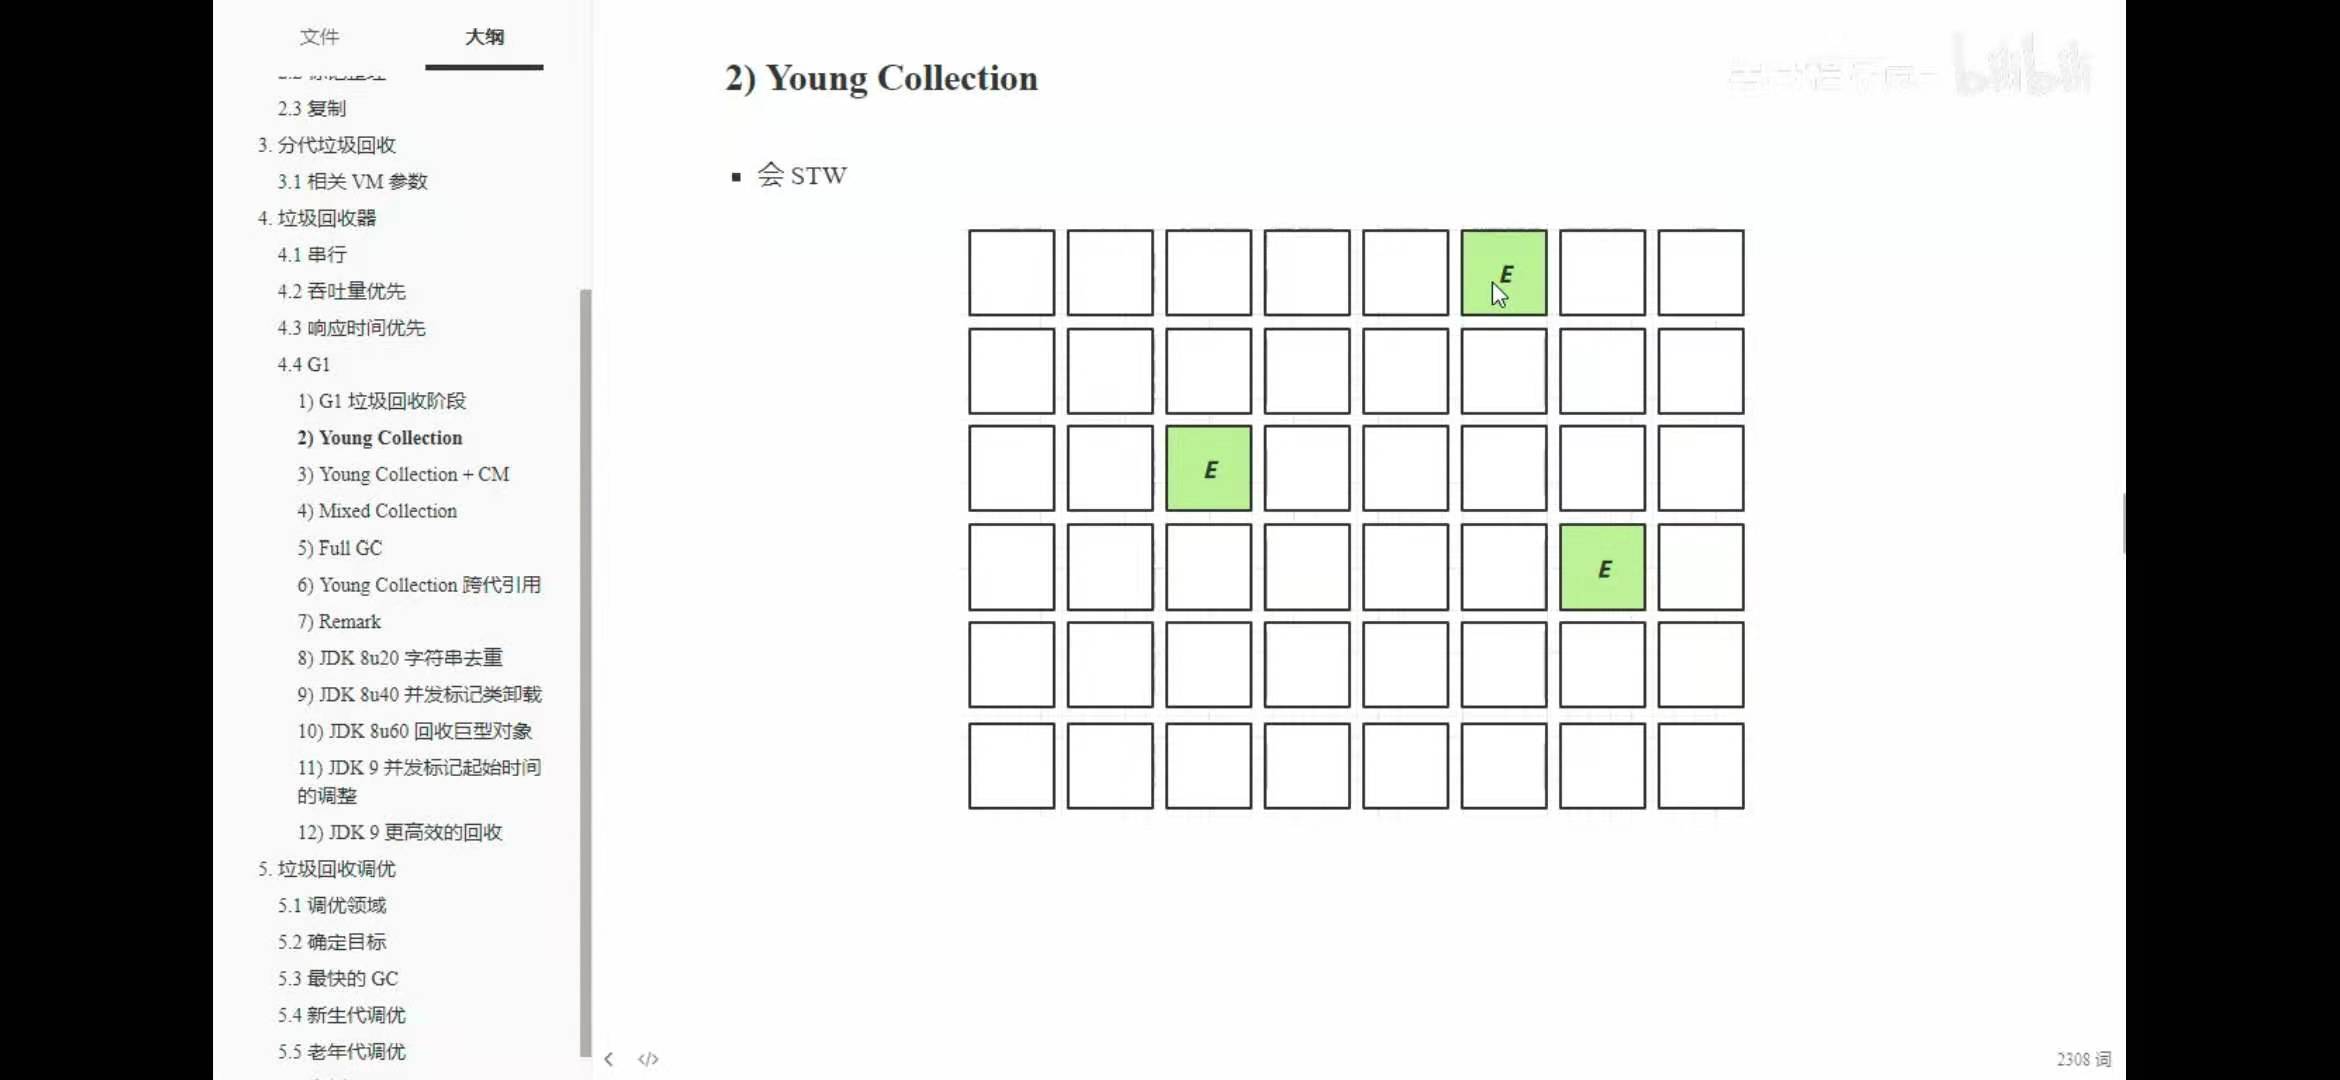 文件
大纲
2.3 复制
3. 分代垃圾回收
3.1 相关 VM 参数
4. 垃圾回收器
4.1 串行
4.2 吞吐量优先
4.3 响应时间优先
4.4 G1
1) G1 垃圾回收阶段
2) Young Collection
3) Young Collection + CM
4) Mixed Collection
5) Full GC
6) Young Collection 跨代引用
7) Remark
8) JDK 8u20 字符串去重
9) JDK 8u40 并发标记类卸载
10) JDK 8u60 回收巨型对象
11) JDK 9 并发标记起始时间
的调整
12) JDK 9 更高效的回收
5. 垃圾回收调优
5.1 调优领域
5.2 确定目标
5.3 最快的 GC
5.4 新生代调优
5.5 老年代调优
2) Young Collection
bilibili
会 STW
E
E
E
2308 词